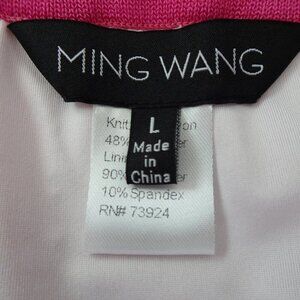 MING WANG
L
Made
in
China
Knit
48%
90%
10% Spandex
RN# 73924